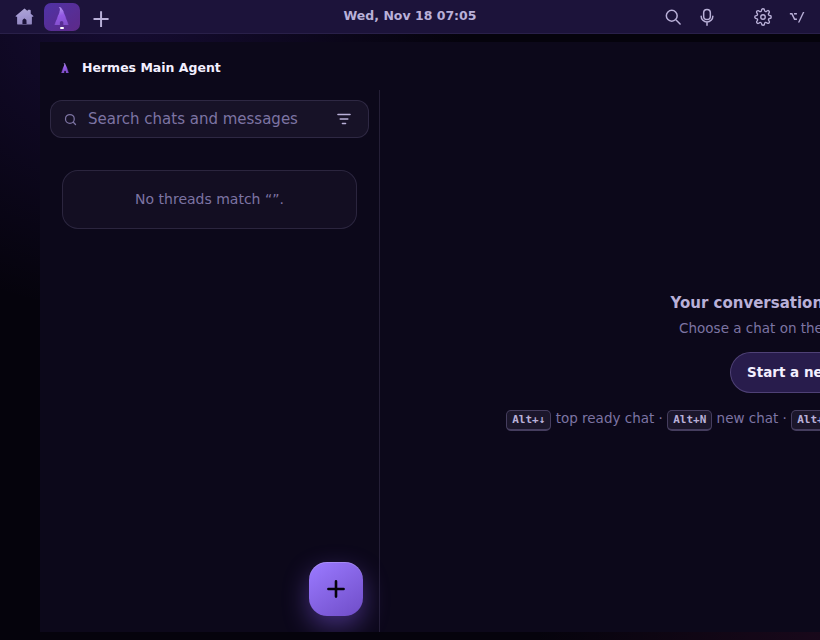 Wed, Nov 18 07:05
⌥/
Hermes Main Agent
Search chats and messages
No threads match “”.
Your conversation
Choose a chat on the
Start a ne
Alt+↓ top ready chat · Alt+N new chat · Alt+